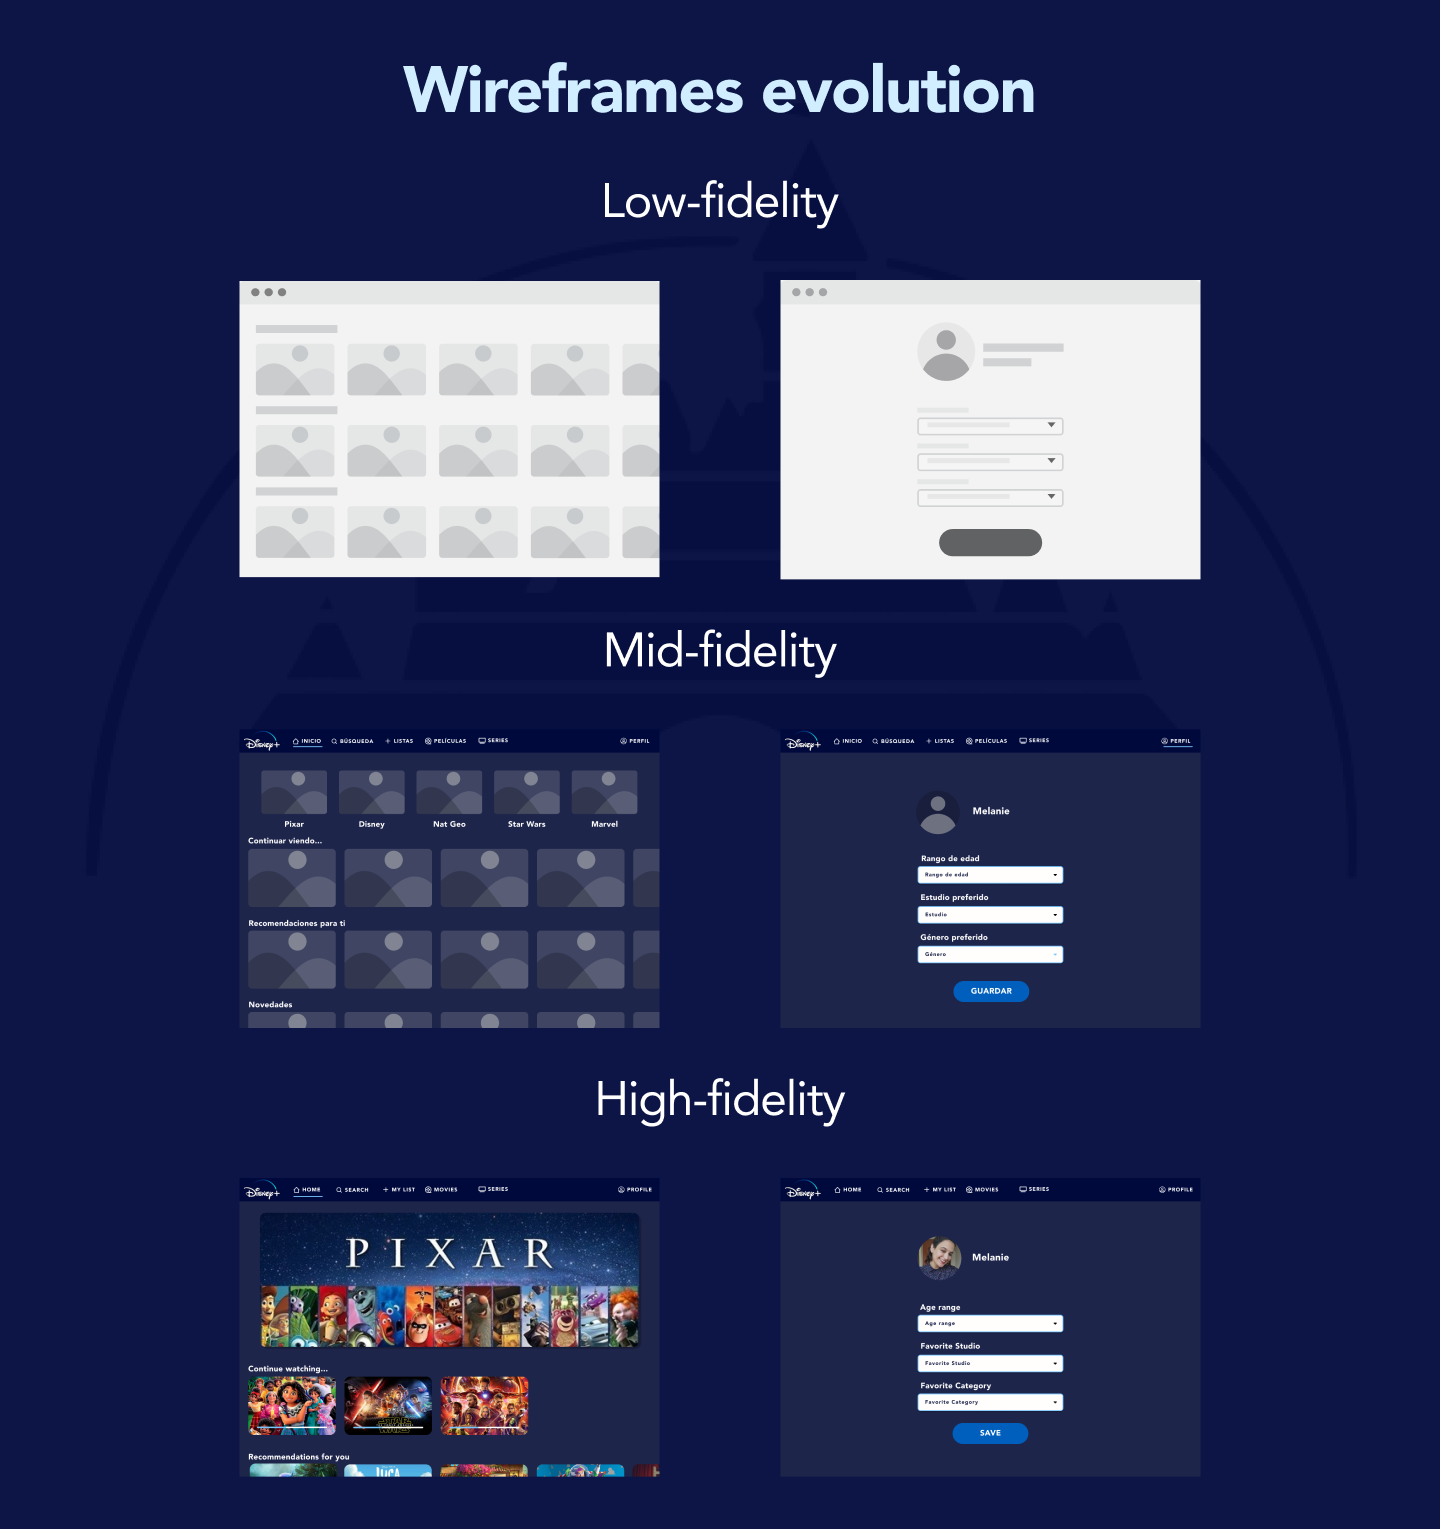 Wireframes evolution
Low-fidelity
Mid-fidelity
Disney+ INICIO BÚSQUEDA LISTAS PELÍCULAS SERIES PERFIL
Pixar Disney Nat Geo Star Wars Marvel
Continuar viendo...
Recomendaciones para ti
Novedades
Disney+ INICIO BÚSQUEDA LISTAS PELÍCULAS SERIES PERFIL
Melanie
Rango de edad
Rango de edad
Estudio preferido
Estudio
Género preferido
Género
GUARDAR
High-fidelity
Disney+ HOME SEARCH MY LIST MOVIES SERIES PROFILE
PIXAR
Continue watching...
STAR WARS
Recommendations for you
LUCA
Disney+ HOME SEARCH MY LIST MOVIES SERIES PROFILE
Melanie
Age range
Age range
Favorite Studio
Favorite Studio
Favorite Category
Favorite Category
SAVE